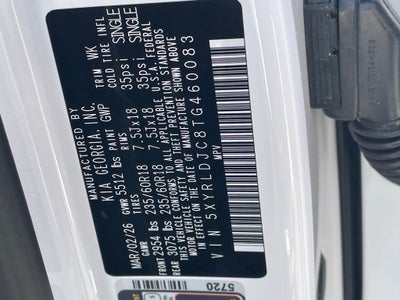 MANUFACTURED BY
KIA GEORGIA, INC.
MAR/02/26 GVWR 5512 lbs PAINT GWP TRIM WK
GAWR TIRES RIMS COLD TIRE INFL
FRONT 2954 lbs 235/60R18 7.5Jx18 35psi SINGLE
REAR 3075 lbs 235/60R18 7.5Jx18 35psi SINGLE
THIS VEHICLE CONFORMS TO ALL APPLICABLE U.S.A. FEDERAL
MOTOR VEHICLE SAFETY AND THEFT PREVENTION STANDARDS
IN EFFECT ON THE DATE OF MANUFACTURE SHOWN ABOVE
VIN 5XYRLDJC8TG460083
MPV
5720